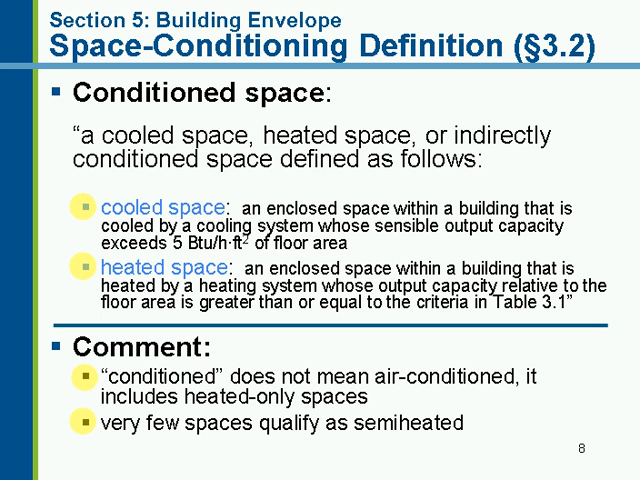 Section 5: Building Envelope
Space-Conditioning Definition (§3.2)
▪ Conditioned space:
“a cooled space, heated space, or indirectly
conditioned space defined as follows:
▪ cooled space: an enclosed space within a building that is
cooled by a cooling system whose sensible output capacity
exceeds 5 Btu/h·ft² of floor area
▪ heated space: an enclosed space within a building that is
heated by a heating system whose output capacity relative to the
floor area is greater than or equal to the criteria in Table 3.1”
▪ Comment:
▪ “conditioned” does not mean air-conditioned, it
includes heated-only spaces
▪ very few spaces qualify as semiheated
8